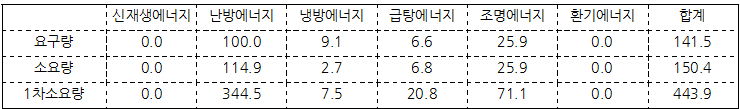 신재생에너지 난방에너지 냉방에너지 급탕에너지 조명에너지 환기에너지 합계
요구량 0.0 100.0 9.1 6.6 25.9 0.0 141.5
소요량 0.0 114.9 2.7 6.8 25.9 0.0 150.4
1차소요량 0.0 344.5 7.5 20.8 71.1 0.0 443.9